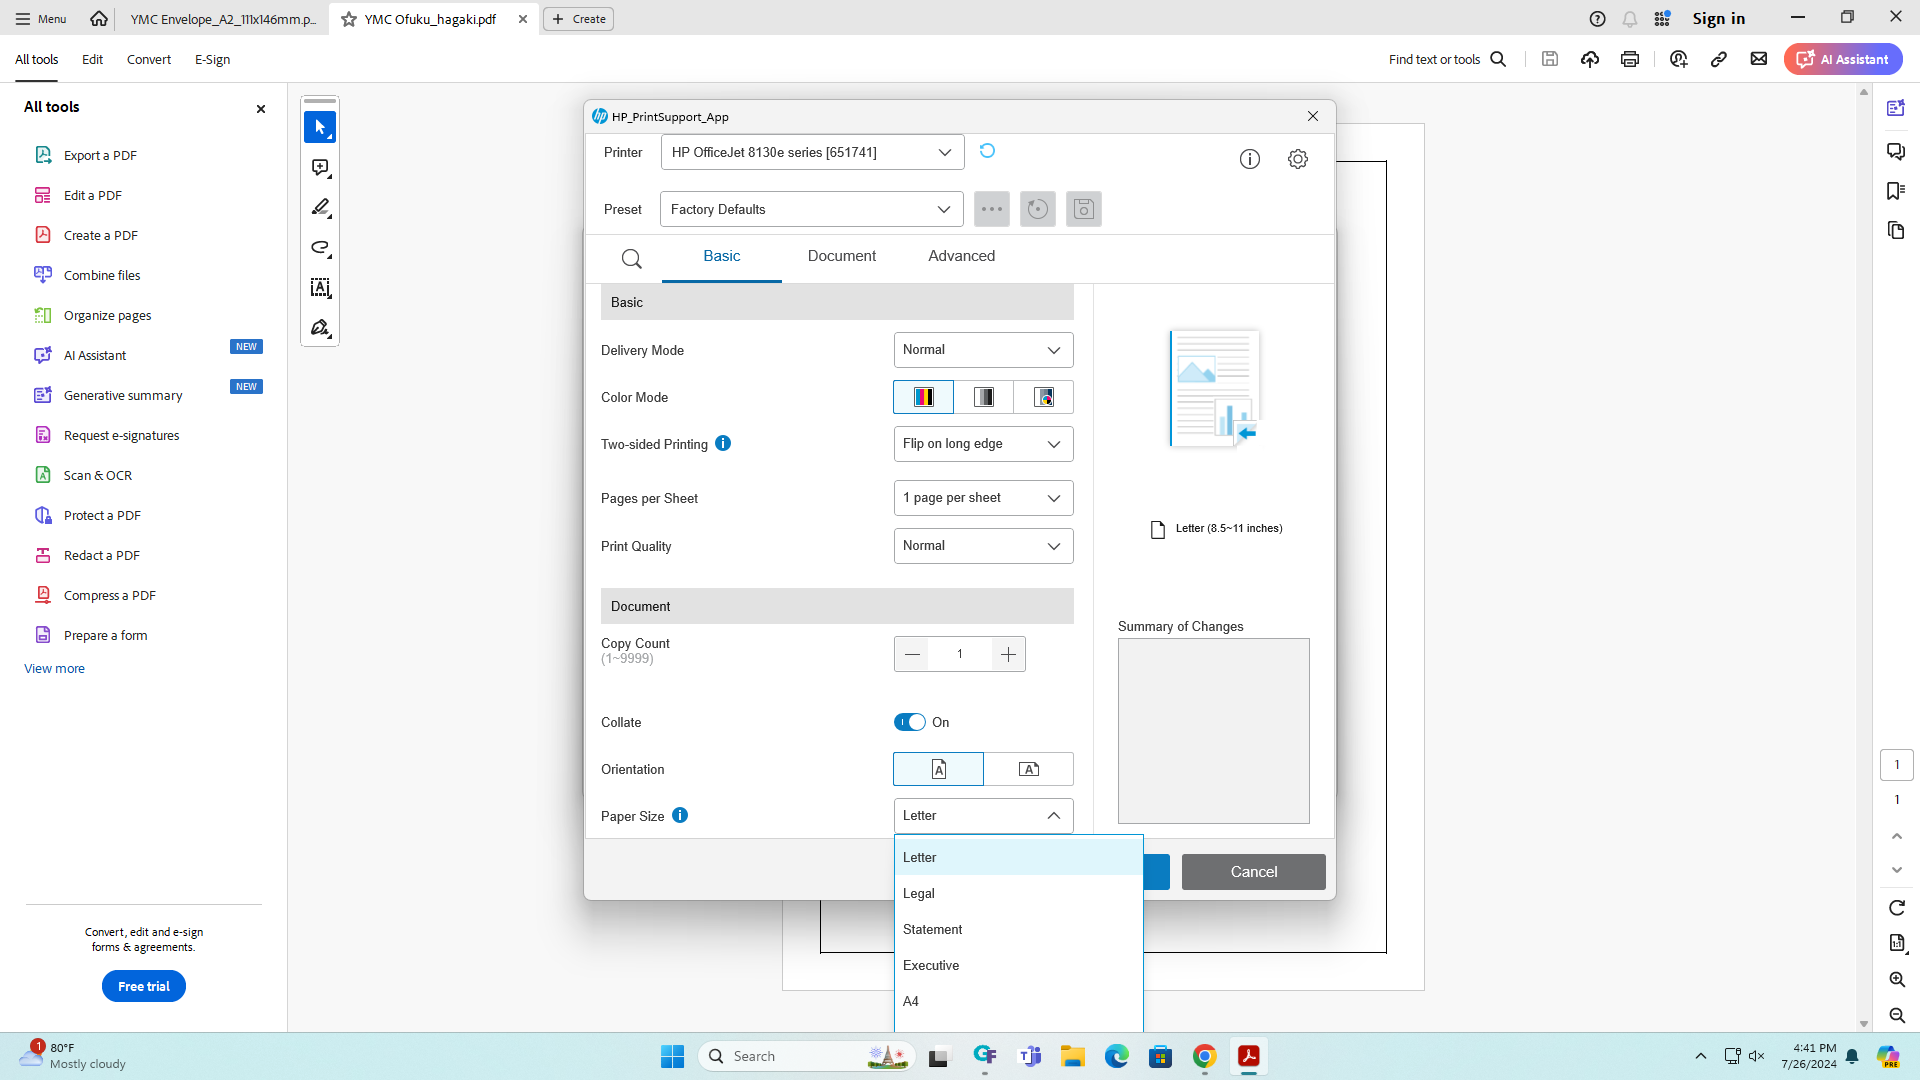 Menu
YMC Envelope_A2_111x146mm.p...
YMC Ofuku_hagaki.pdf
Create
Sign in
All tools
Edit
Convert
E-Sign
Find text or tools
AI Assistant
All tools
Export a PDF
Edit a PDF
Create a PDF
Combine files
Organize pages
AI Assistant
NEW
Generative summary
NEW
Request e-signatures
Scan & OCR
Protect a PDF
Redact a PDF
Compress a PDF
Prepare a form
View more
Convert, edit and e-sign
forms & agreements.
Free trial
HP_PrintSupport_App
Printer
HP OfficeJet 8130e series [651741]
Preset
Factory Defaults
Basic
Document
Advanced
Basic
Delivery Mode
Normal
Color Mode
Two-sided Printing
Flip on long edge
Pages per Sheet
1 page per sheet
Print Quality
Normal
Document
Copy Count
(1~9999)
1
Collate
On
Orientation
Paper Size
Letter
Letter
Legal
Statement
Executive
A4
Letter (8.5~11 inches)
Summary of Changes
Cancel
1
1
1
80°F
Mostly cloudy
Search
4:41 PM
7/26/2024
PRE